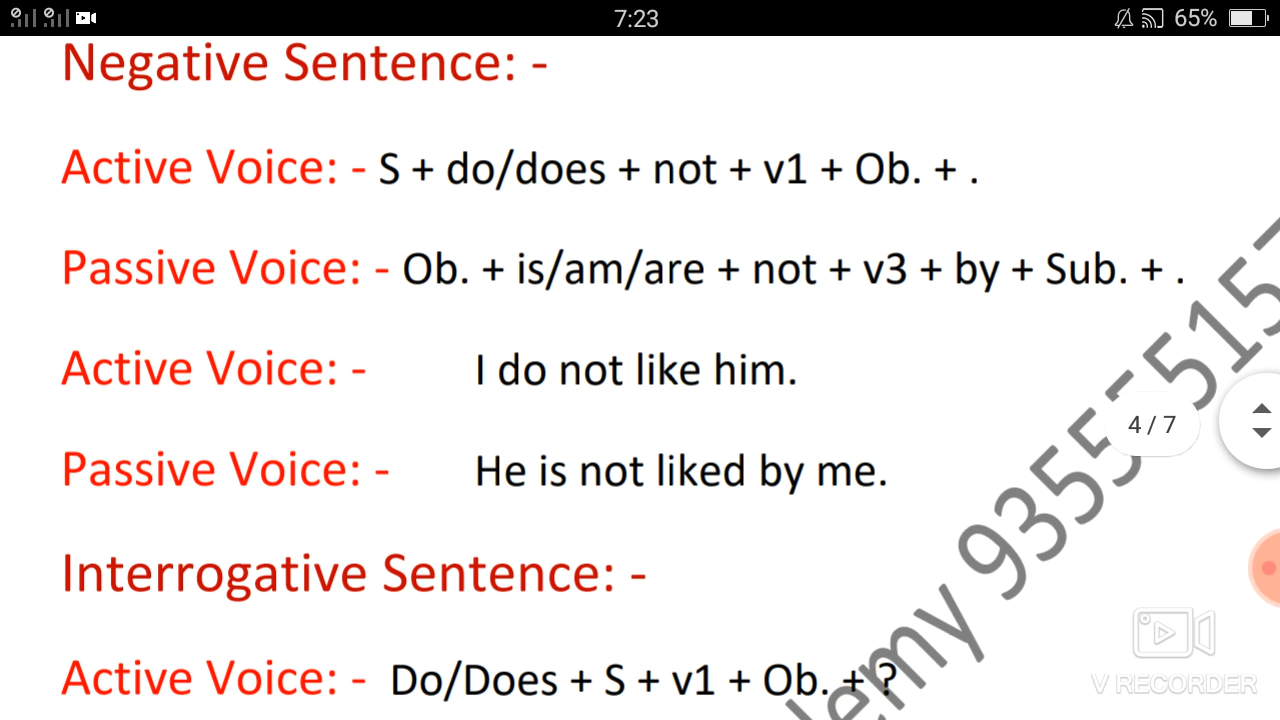 7:23
65%
Negative Sentence: -
Active Voice: - S + do/does + not + v1 + Ob. + .
Passive Voice: - Ob. + is/am/are + not + v3 + by + Sub. + .
Active Voice: - I do not like him.
4 / 7
Passive Voice: - He is not liked by me.
Interrogative Sentence: -
Active Voice: - Do/Does + S + v1 + Ob. + ?
V RECORDER